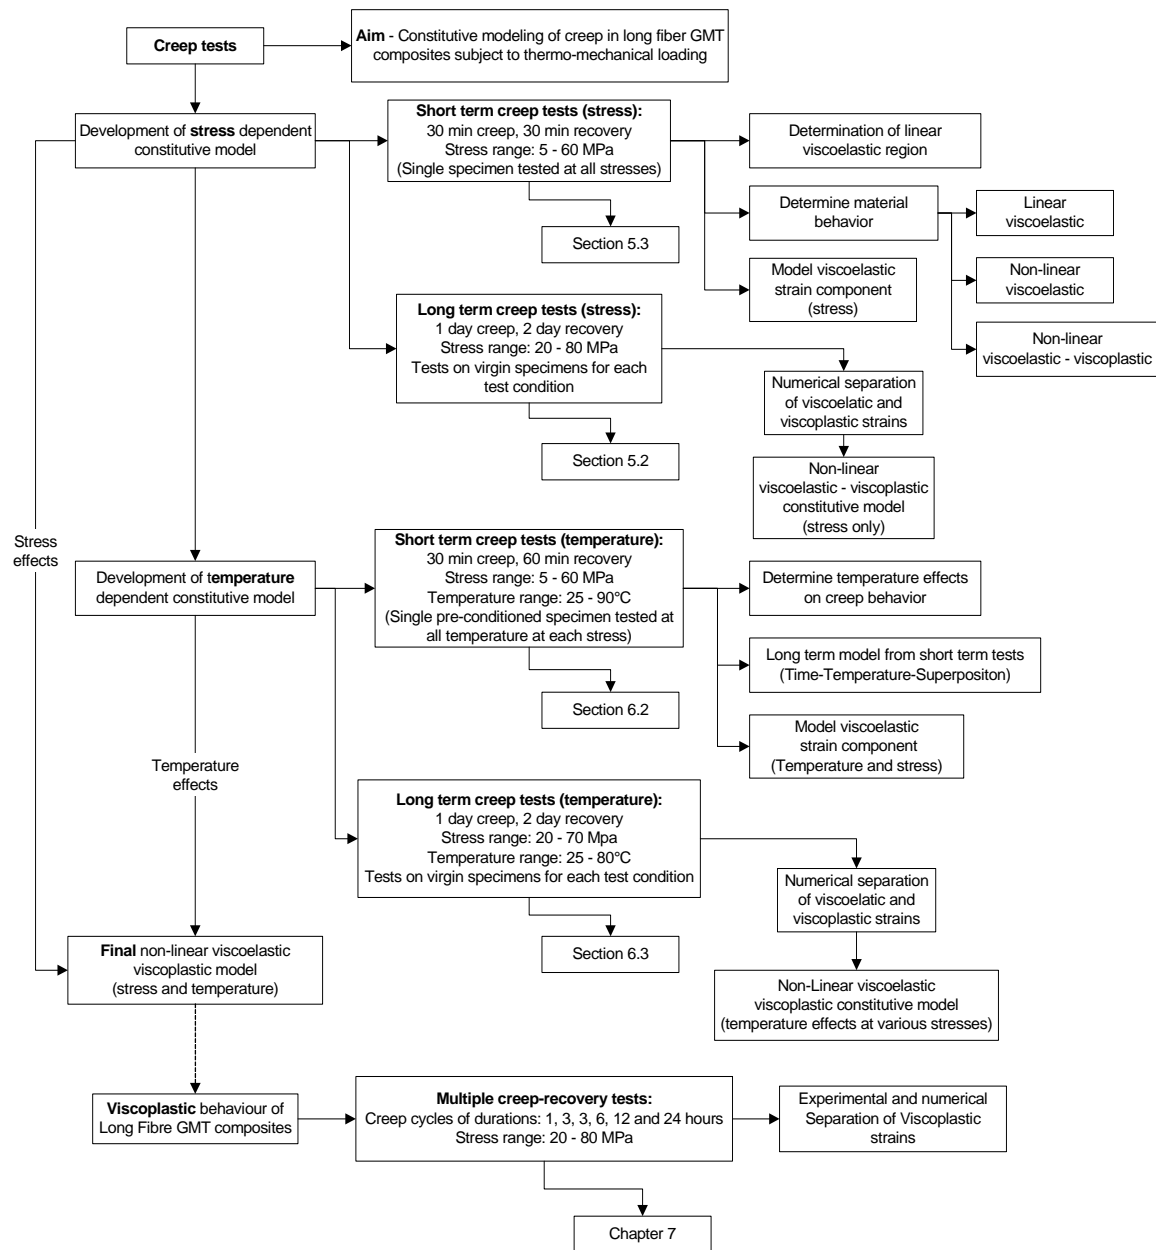 Creep tests
Aim - Constitutive modeling of creep in long fiber GMT
composites subject to thermo-mechanical loading
Development of stress dependent
constitutive model
Short term creep tests (stress):
30 min creep, 30 min recovery
Stress range: 5 - 60 MPa
(Single specimen tested at all stresses)
Determination of linear
viscoelastic region
Determine material
behavior
Linear
viscoelastic
Section 5.3
Model viscoelastic
strain component
(stress)
Non-linear
viscoelastic
Non-linear
viscoelastic - viscoplastic
Long term creep tests (stress):
1 day creep, 2 day recovery
Stress range: 20 - 80 MPa
Tests on virgin specimens for each
test condition
Numerical separation
of viscoelatic and
viscoplastic strains
Section 5.2
Non-linear
viscoelastic - viscoplastic
constitutive model
(stress only)
Stress
effects
Development of temperature
dependent constitutive model
Short term creep tests (temperature):
30 min creep, 60 min recovery
Stress range: 5 - 60 MPa
Temperature range: 25 - 90°C
(Single pre-conditioned specimen tested at
all temperature at each stress)
Determine temperature effects
on creep behavior
Long term model from short term tests
(Time-Temperature-Superpositon)
Section 6.2
Model viscoelastic
strain component
(Temperature and stress)
Temperature
effects
Long term creep tests (temperature):
1 day creep, 2 day recovery
Stress range: 20 - 70 Mpa
Temperature range: 25 - 80°C
Tests on virgin specimens for each test condition
Numerical separation
of viscoelatic and
viscoplastic strains
Section 6.3
Final non-linear viscoelastic
viscoplastic model
(stress and temperature)
Non-Linear viscoelastic
viscoplastic constitutive model
(temperature effects at various stresses)
Viscoplastic behaviour of
Long Fibre GMT composites
Multiple creep-recovery tests:
Creep cycles of durations: 1, 3, 3, 6, 12 and 24 hours
Stress range: 20 - 80 MPa
Experimental and numerical
Separation of Viscoplastic
strains
Chapter 7